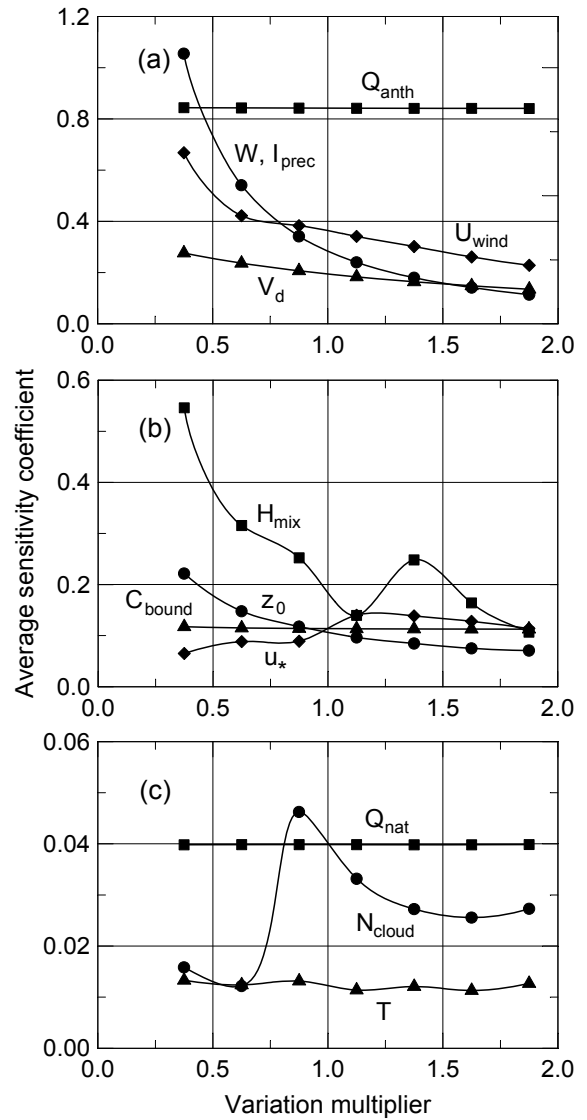 1.2
(a)
Q_anth
0.8
W, I_prec
0.4
U_wind
V_d
0.0
0.0 0.5 1.0 1.5 2.0
0.6
(b)
0.4
H_mix
0.2
C_bound
z_0
u_*
0.0
0.0 0.5 1.0 1.5 2.0
Average sensitivity coefficient
0.06
(c)
Q_nat
0.04
N_cloud
0.02
T
0.00
0.0 0.5 1.0 1.5 2.0
Variation multiplier